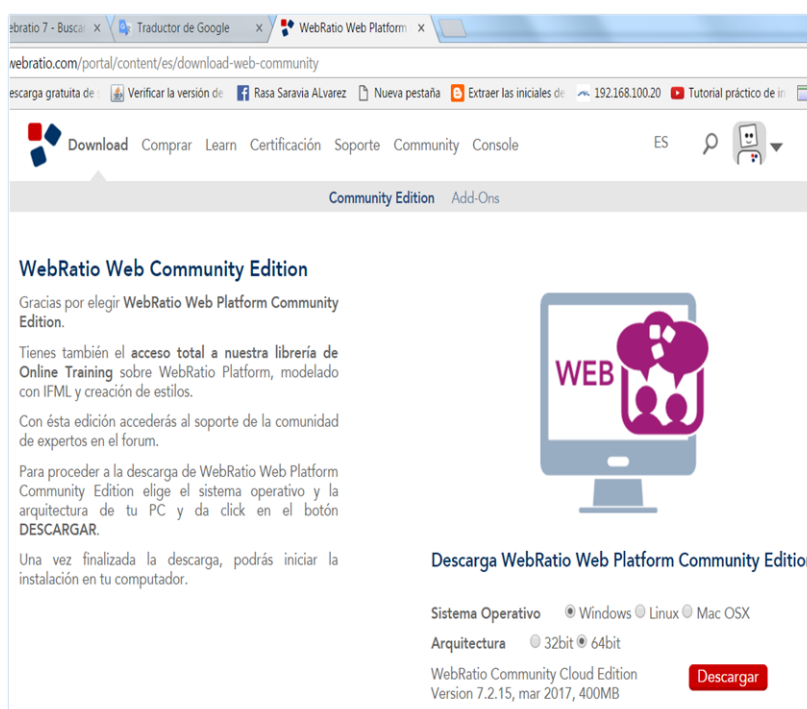 ebratio 7 - Busca
Traductor de Google
WebRatio Web Platform
webratio.com/portal/content/es/download-web-community
escarga gratuita de
Verificar la versión de
Rasa Saravia ALvarez
Nueva pestaña
Extraer las iniciales de
192.168.100.20
Tutorial práctico de in
Download Comprar Learn Certificación Soporte Community Console
ES
Community Edition Add-Ons
WebRatio Web Community Edition
Gracias por elegir WebRatio Web Platform Community
Edition.
Tienes también el acceso total a nuestra librería de
Online Training sobre WebRatio Platform, modelado
con IFML y creación de estilos.
Con ésta edición accederás al soporte de la comunidad
de expertos en el forum.
Para proceder a la descarga de WebRatio Web Platform
Community Edition elige el sistema operativo y la
arquitectura de tu PC y da click en el botón
DESCARGAR.
Una vez finalizada la descarga, podrás iniciar la
instalación en tu computador.
WEB
Descarga WebRatio Web Platform Community Edition
Sistema Operativo Windows Linux Mac OSX
Arquitectura 32bit 64bit
WebRatio Community Cloud Edition
Version 7.2.15, mar 2017, 400MB
Descargar